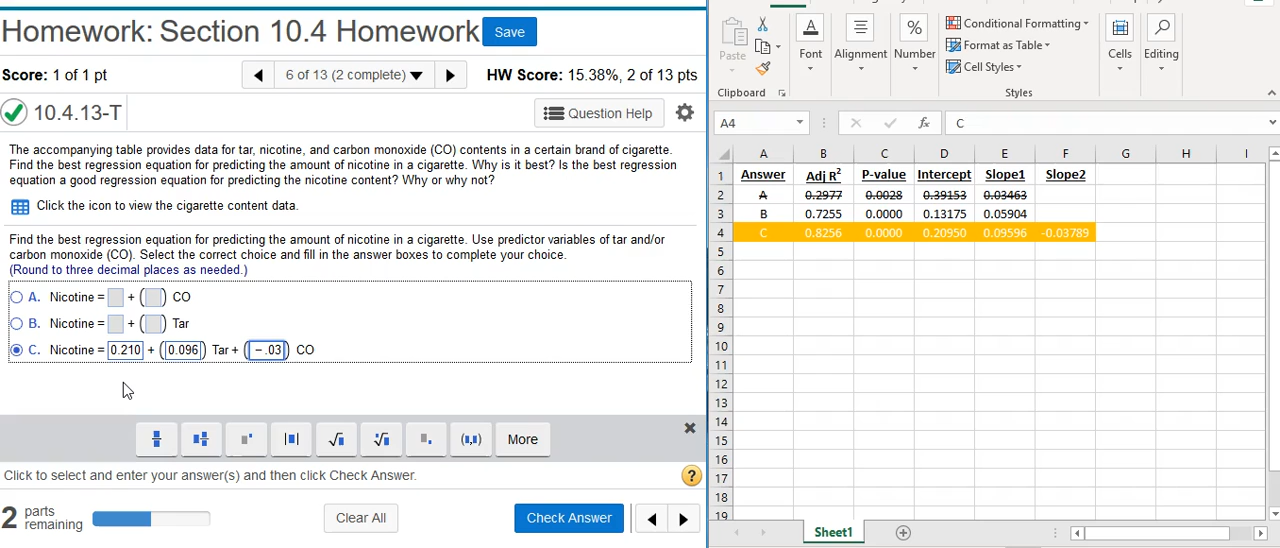 Homework: Section 10.4 Homework Save
Score: 1 of 1 pt
6 of 13 (2 complete)
HW Score: 15.38%, 2 of 13 pts
10.4.13-T
Question Help
The accompanying table provides data for tar, nicotine, and carbon monoxide (CO) contents in a certain brand of cigarette.
Find the best regression equation for predicting the amount of nicotine in a cigarette. Why is it best? Is the best regression
equation a good regression equation for predicting the nicotine content? Why or why not?
Click the icon to view the cigarette content data.
Find the best regression equation for predicting the amount of nicotine in a cigarette. Use predictor variables of tar and/or
carbon monoxide (CO). Select the correct choice and fill in the answer boxes to complete your choice.
(Round to three decimal places as needed.)
A. Nicotine = + ( ) CO
B. Nicotine = + ( ) Tar
C. Nicotine = 0.210 + (0.096) Tar + (−.03) CO
More
Click to select and enter your answer(s) and then click Check Answer.
?
2 parts
remaining
Clear All
Check Answer
Paste
Clipboard
A
Font
Alignment
%
Number
Conditional Formatting
Format as Table
Cell Styles
Styles
Cells
Editing
A4
fx
C
A B C D E F G H I
1 Answer Adj R² P-value Intercept Slope1 Slope2
2 A 0.2977 0.0028 0.39153 0.03463
3 B 0.7255 0.0000 0.13175 0.05904
4 C 0.8256 0.0000 0.20950 0.09596 -0.03789
5
6
7
8
9
10
11
12
13
14
15
16
17
18
19
Sheet1